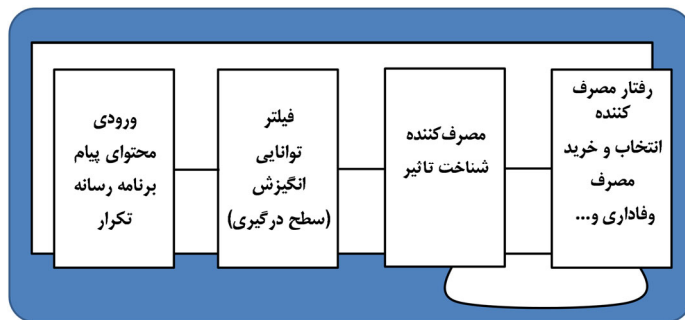 ورودی
محتوای پیام
برنامه رسانه
تکرار
فیلتر
توانایی
انگیزش
(سطح درگیری)
مصرف‌کننده
شناخت تاثیر
رفتار مصرف
کننده
انتخاب و خرید
مصرف
وفاداری و...